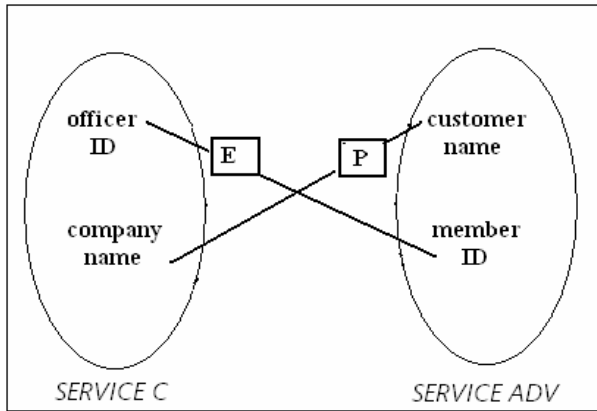 officer
ID
E
P
customer
name
company
name
member
ID
SERVICE C
SERVICE ADV